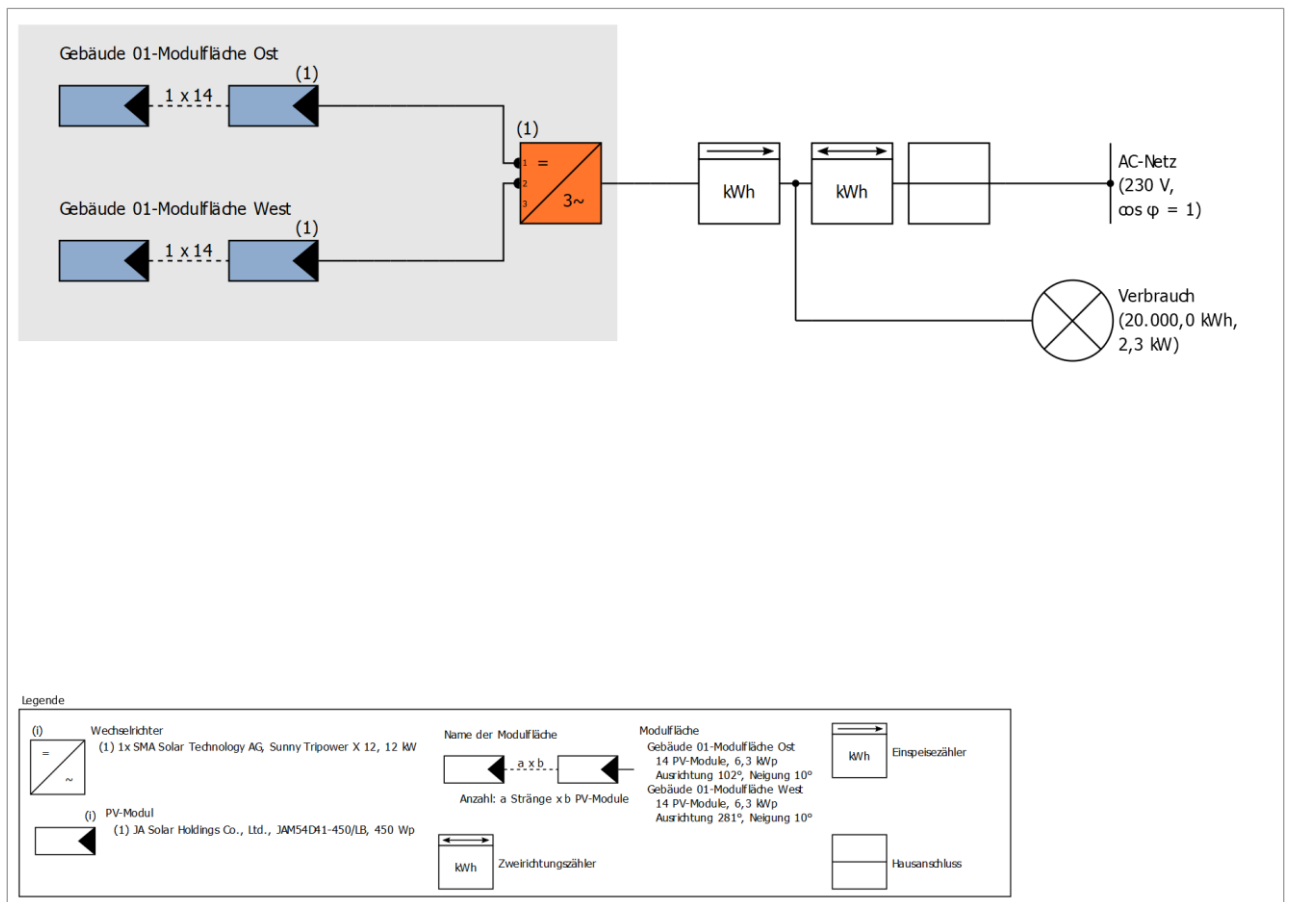 Gebäude 01-Modulfläche Ost
(1)
1 x 14
(1)
1
=
2
3
3~
Gebäude 01-Modulfläche West
(1)
1 x 14
kWh
kWh
AC-Netz
(230 V,
cos φ = 1)
Verbrauch
(20.000,0 kWh,
2,3 kW)
Legende
(i)
=
~
Wechselrichter
(1) 1x SMA Solar Technology AG, Sunny Tripower X 12, 12 kW
(i)
PV-Modul
(1) JA Solar Holdings Co., Ltd., JAM54D41-450/LB, 450 Wp
Name der Modulfläche
a x b
Anzahl: a Stränge x b PV-Module
kWh
Zweirichtungszähler
Modulfläche
Gebäude 01-Modulfläche Ost
14 PV-Module, 6,3 kWp
Ausrichtung 102°, Neigung 10°
Gebäude 01-Modulfläche West
14 PV-Module, 6,3 kWp
Ausrichtung 281°, Neigung 10°
kWh
Einspeisezähler
Hausanschluss